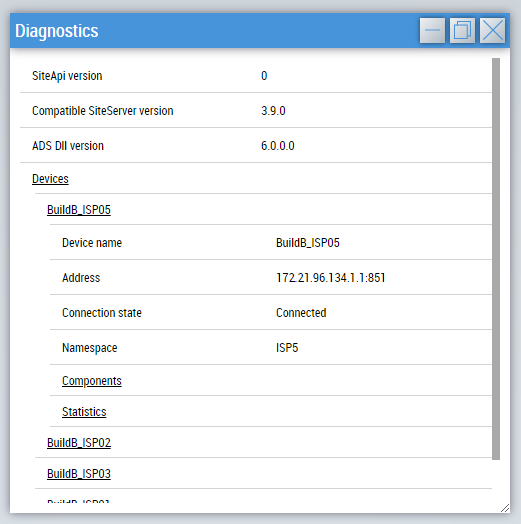 Diagnostics
SiteApi version 0
Compatible SiteServer version 3.9.0
ADS Dll version 6.0.0.0
Devices
BuildB_ISP05
Device name BuildB_ISP05
Address 172.21.96.134.1.1:851
Connection state Connected
Namespace ISP5
Components
Statistics
BuildB_ISP02
BuildB_ISP03